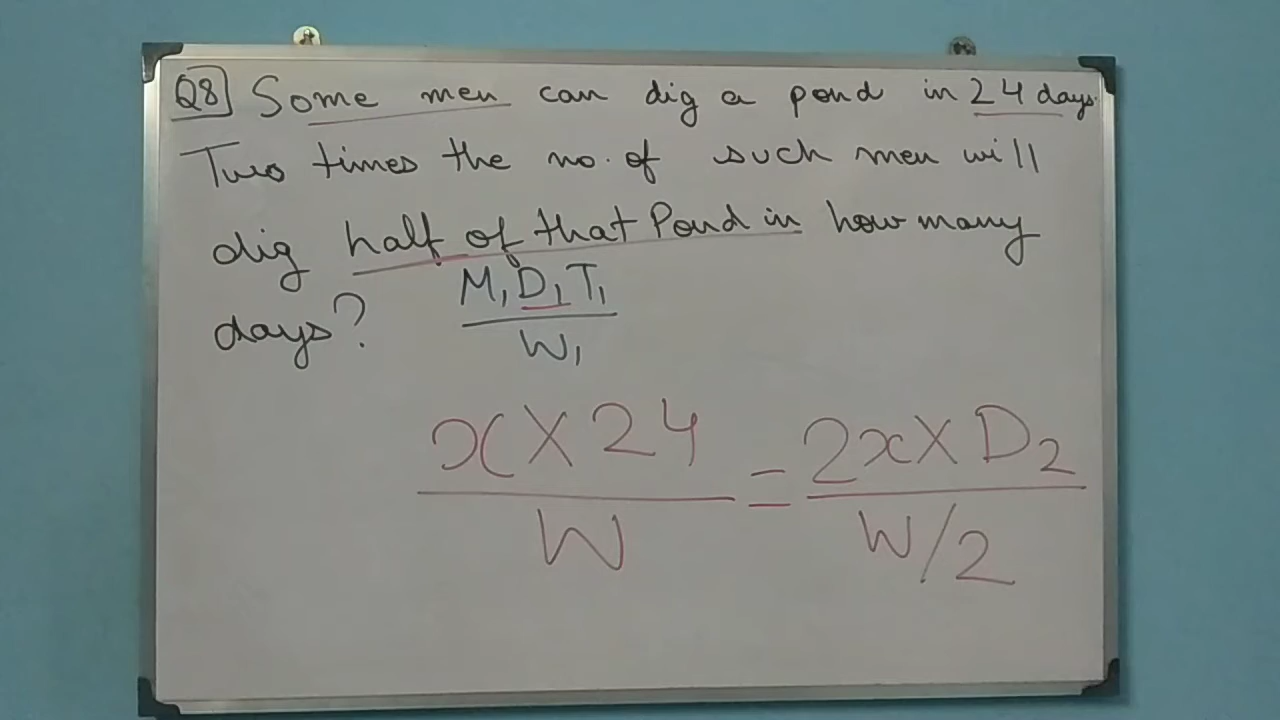 Q8] Some men can dig a pond in 24 days.
Two times the no. of such men will
dig half of that Pond in how many
days?
M₁D₁T₁
W₁
x X 24 = 2x X D₂
W W/2